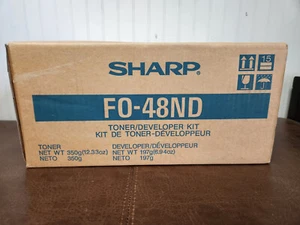 15
SHARP
FO-48ND
TONER/DEVELOPER KIT
KIT DE TONER-DÉVELOPPEUR
TONER DEVELOPER/DÉVELOPPEUR
NET WT 350g(12.33oz) NET WT 197g(6.94oz)
NETO 350g NETO 197g